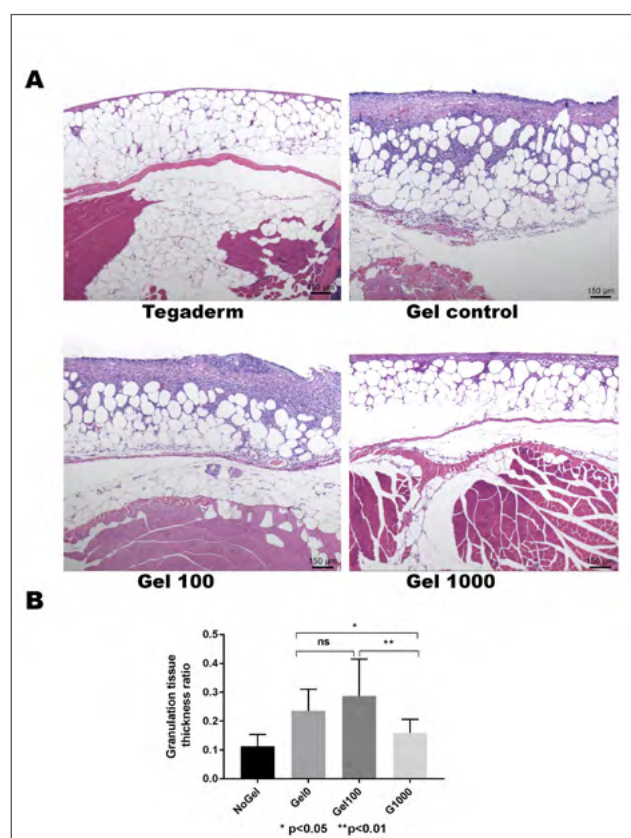 A
150 µm
150 µm
Tegaderm
Gel control
150 µm
150 µm
Gel 100
Gel 1000
B
*
ns
**
0.5
0.4
0.3
0.2
0.1
0.0
Granulation tissue
thickness ratio
NoGel
Gel0
Gel100
G1000
* p<0.05 **p<0.01